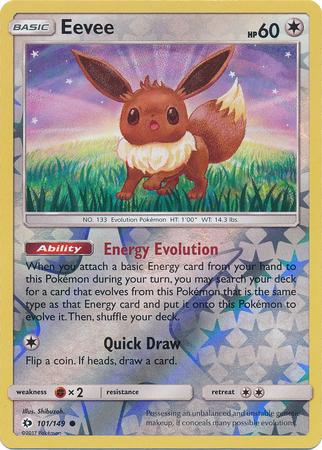 BASIC Eevee HP 60
NO. 133 Evolution Pokémon HT: 1'00" WT: 14.3 lbs.
Ability Energy Evolution
When you attach a basic Energy card from your hand to
this Pokémon during your turn, you may search your deck
for a card that evolves from this Pokémon that is the same
type as that Energy card and put it onto this Pokémon to
evolve it. Then, shuffle your deck.
Quick Draw
Flip a coin. If heads, draw a card.
weakness ×2 resistance retreat
Illus. Shibuzoh.
Possessing an unbalanced and unstable genetic
101/149 makeup, it conceals many possible evolutions.
©2017 Pokémon